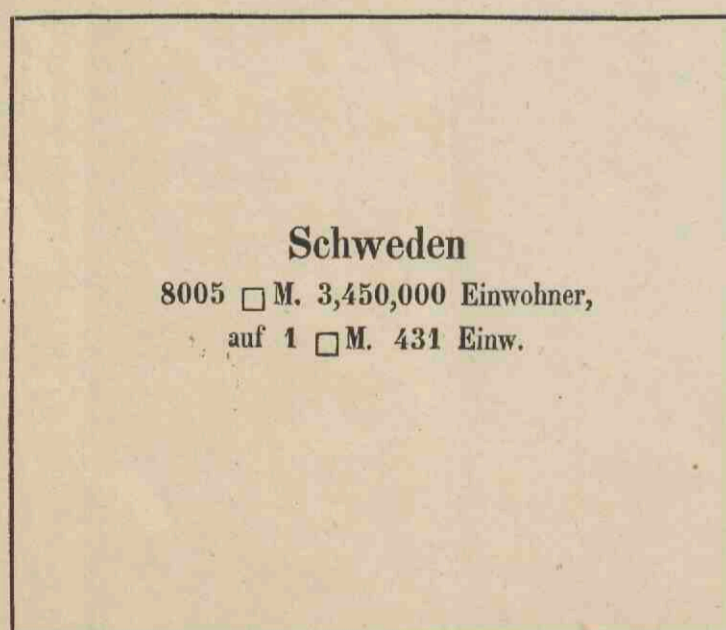 Schweden
8005 □ M. 3,450,000 Einwohner,
auf 1 □ M. 431 Einw.